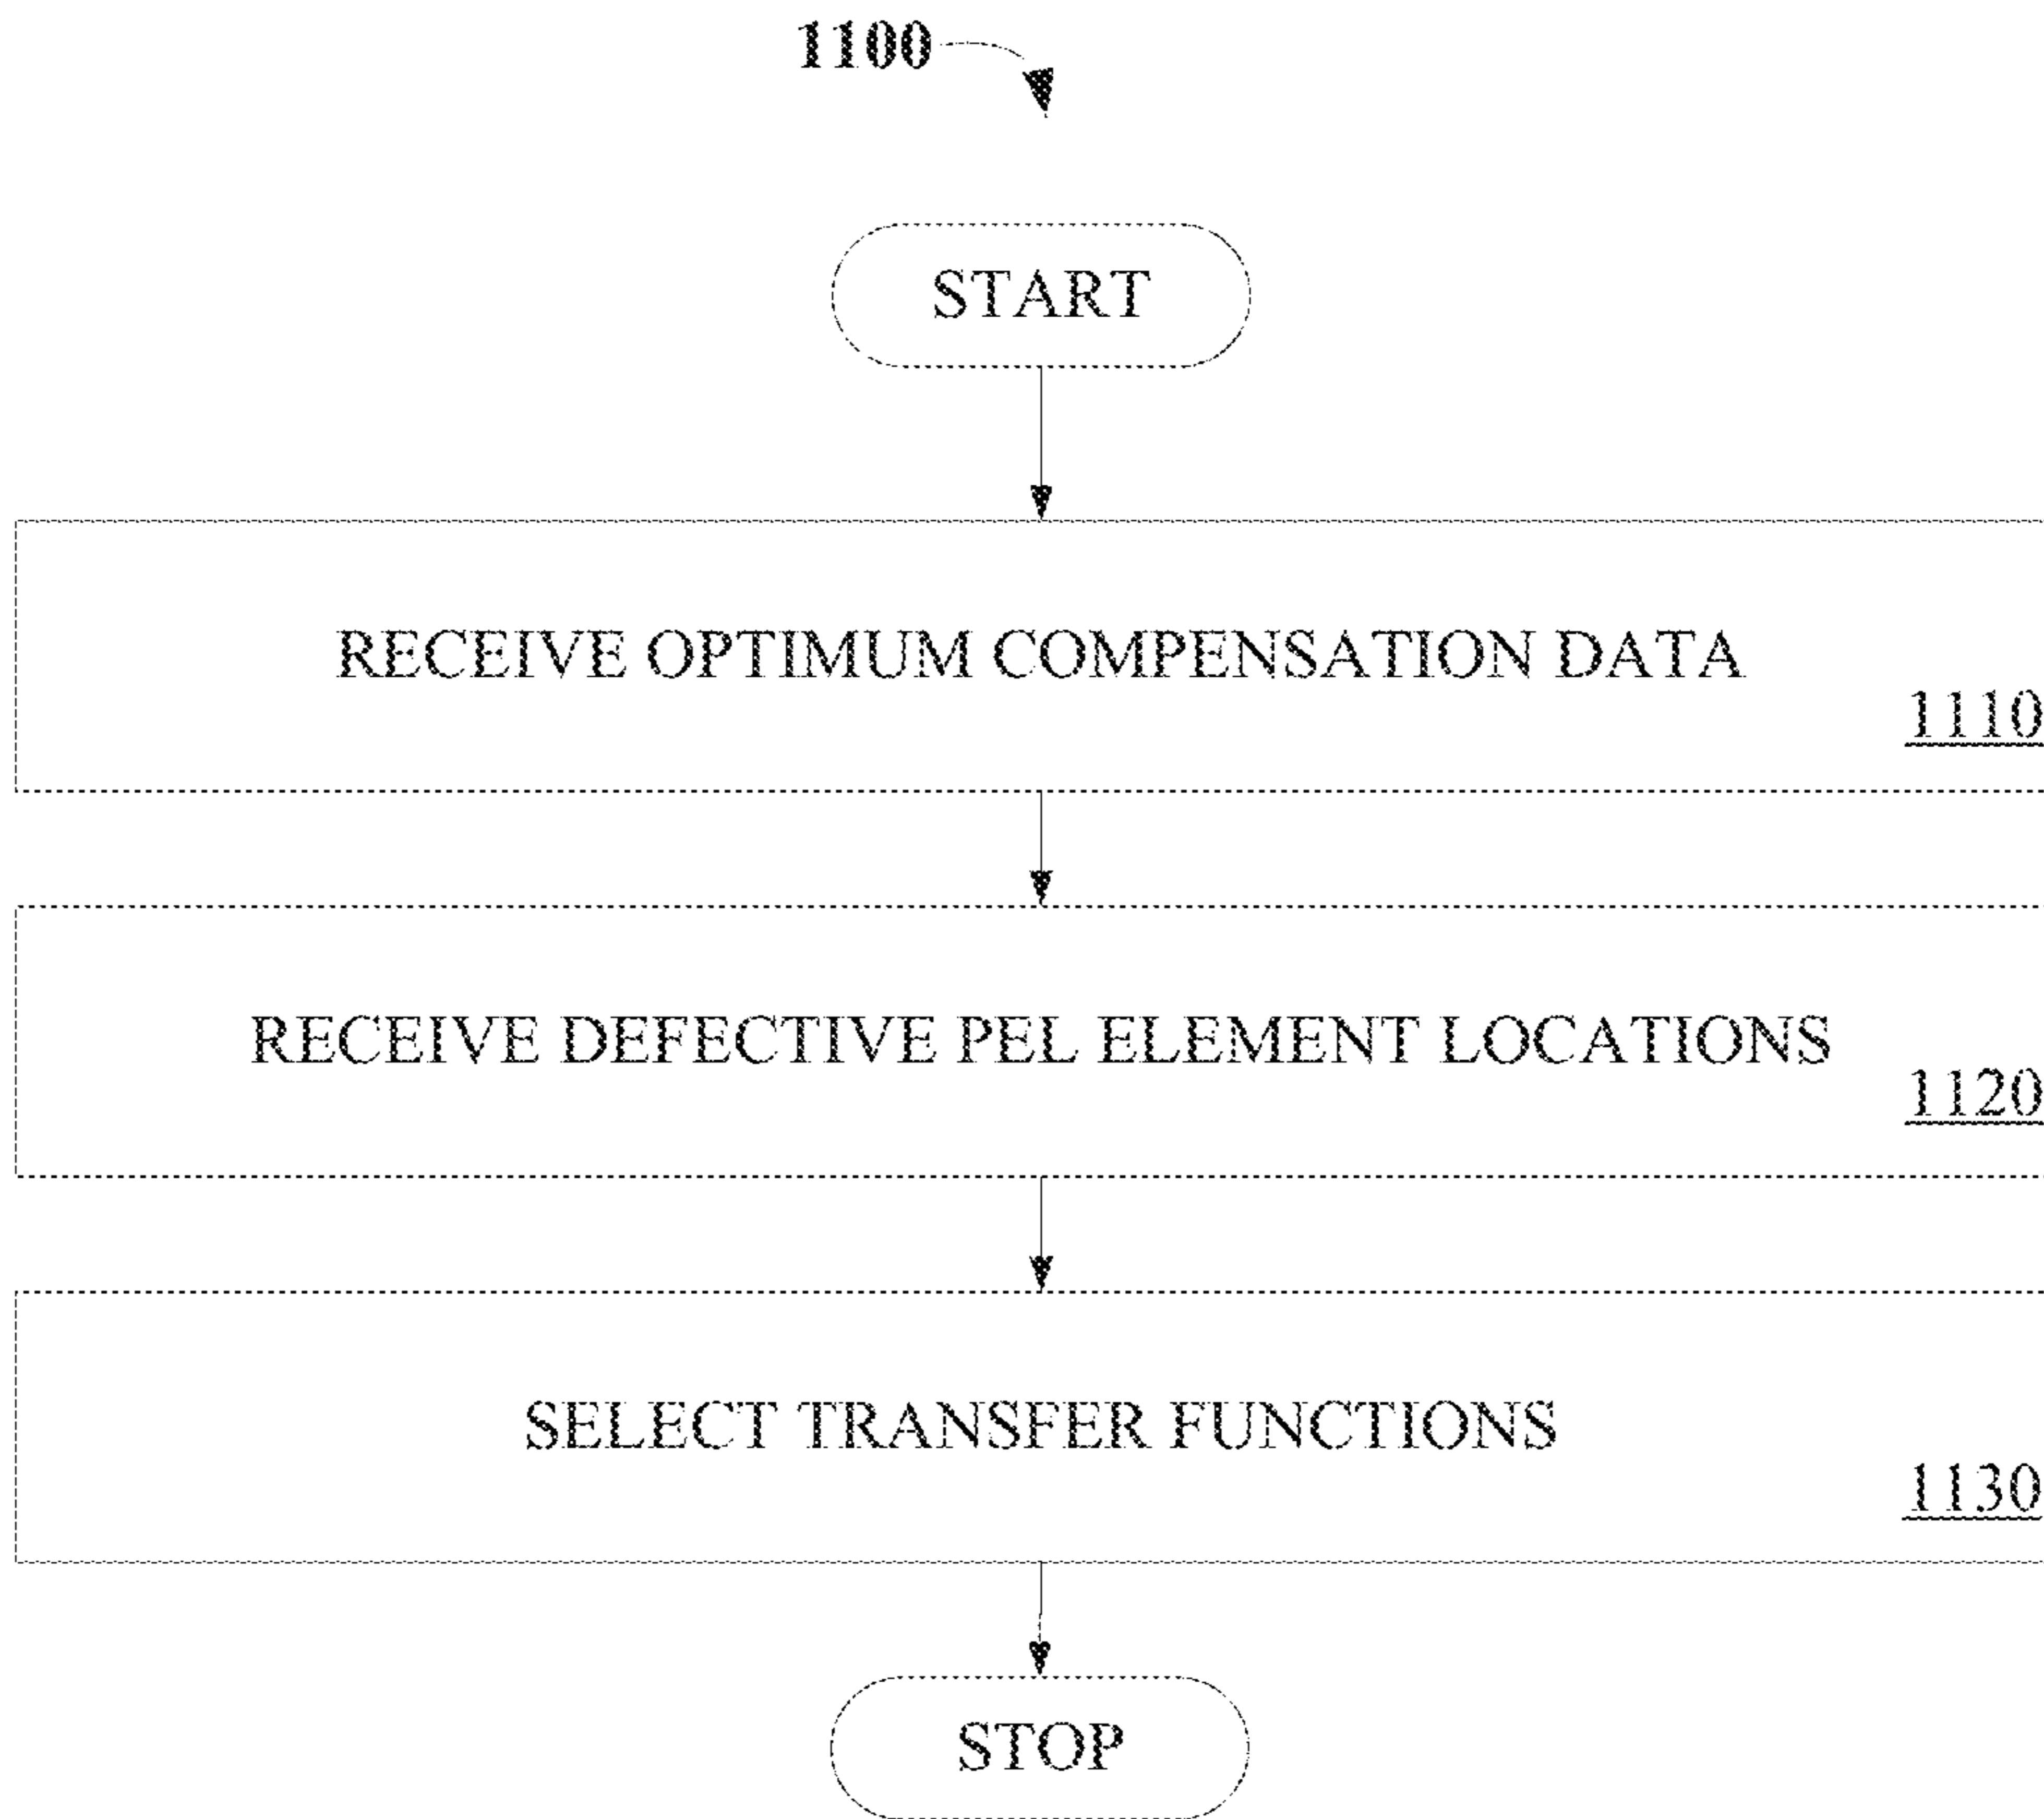 1100
START
RECEIVE OPTIMUM COMPENSATION DATA
1110
RECEIVE DEFECTIVE PEL ELEMENT LOCATIONS
1120
SELECT TRANSFER FUNCTIONS
1130
STOP